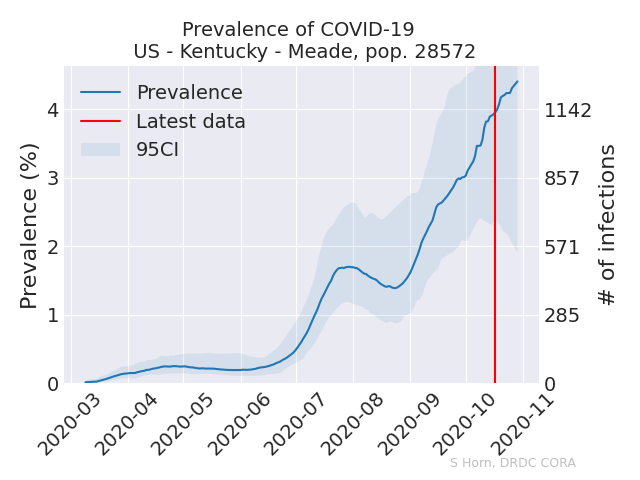 Prevalence of COVID-19
US - Kentucky - Meade, pop. 28572
Prevalence
Latest data
95CI
Prevalence (%)
4
3
2
1
0
1142
857
571
285
0
# of infections
2020-03
2020-04
2020-05
2020-06
2020-07
2020-08
2020-09
2020-10
2020-11
S Horn, DRDC CORA